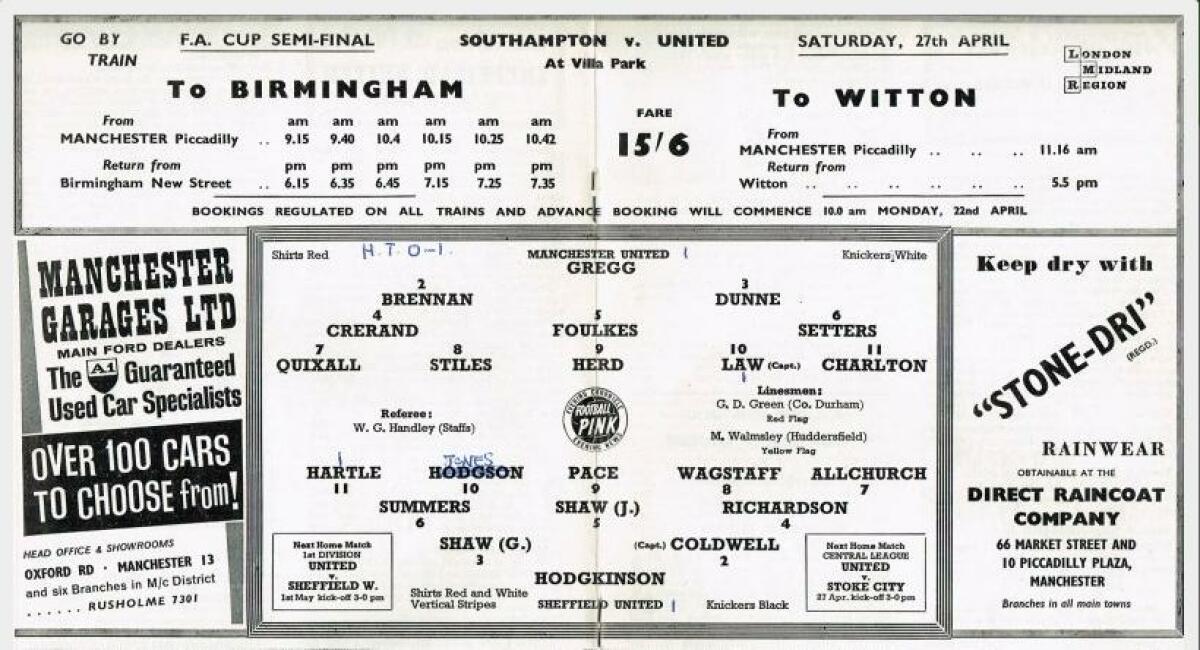 GO BY TRAIN
F.A. CUP SEMI-FINAL
SOUTHAMPTON v. UNITED
SATURDAY, 27th APRIL
At Villa Park
LONDON
MIDLAND
REGION
To BIRMINGHAM
FARE
15/6
To WITTON
From am am am am am am
MANCHESTER Piccadilly .. 9.15 9.40 10.4 10.15 10.25 10.42
Return from pm pm pm pm pm pm
Birmingham New Street .. 6.15 6.35 6.45 7.15 7.25 7.35
From
MANCHESTER Piccadilly .. .. .. 11.16 am
Return from
Witton .. .. .. .. .. .. 5.5 pm
BOOKINGS REGULATED ON ALL TRAINS AND ADVANCE BOOKING WILL COMMENCE 10.0 am MONDAY, 22nd APRIL
MANCHESTER
GARAGES LTD
MAIN FORD DEALERS
The A1 Guaranteed
Used Car Specialists
OVER 100 CARS
TO CHOOSE from!
HEAD OFFICE & SHOWROOMS
OXFORD RD · MANCHESTER 13
and six Branches in M/c District
...... RUSHOLME 7301
Shirts Red H.T. 0-1. MANCHESTER UNITED 1 Knickers White
GREGG
2 3
BRENNAN DUNNE
4 5 6
CRERAND FOULKES SETTERS
7 8 9 10 11
QUIXALL STILES HERD LAW (Capt.) CHARLTON
1
Referee:
W. G. Handley (Staffs)
EVENING CHRONICLE
FOOTBALL
PINK
EVENING NEWS
Linesmen:
G. D. Green (Co. Durham)
Red Flag
M. Walmsley (Huddersfield)
Yellow Flag
1 JONES
HARTLE HODGSON PACE WAGSTAFF ALLCHURCH
11 10 9 8 7
SUMMERS SHAW (J.) RICHARDSON
6 5 4
SHAW (G.) (Capt.) COLDWELL
3 2
HODGKINSON
Shirts Red and White
Vertical Stripes
SHEFFIELD UNITED 1
Knickers Black
Next Home Match
1st DIVISION
UNITED
v.
SHEFFIELD W.
1st May kick-off 3-0 pm
Next Home Match
CENTRAL LEAGUE
UNITED
v.
STOKE CITY
27 Apr. kick-off 3-0 pm
Keep dry with
"STONE-DRI"
(REGD.)
RAINWEAR
OBTAINABLE AT THE
DIRECT RAINCOAT
COMPANY
66 MARKET STREET AND
10 PICCADILLY PLAZA,
MANCHESTER
Branches in all main towns